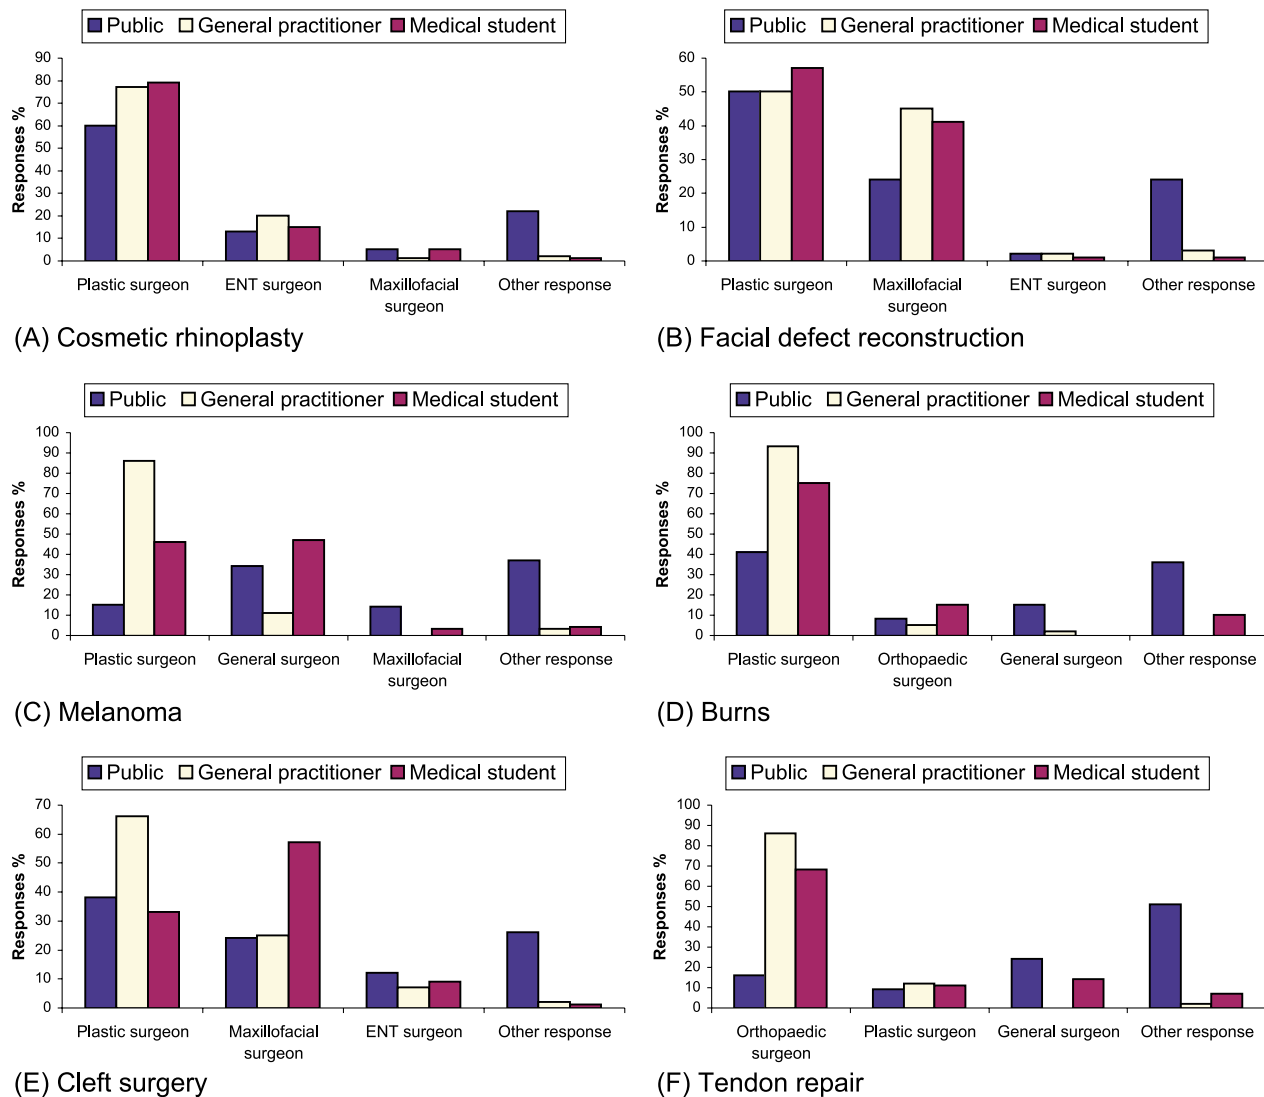 Public General practitioner Medical student
Responses %
90
80
70
60
50
40
30
20
10
0
Plastic surgeon ENT surgeon Maxillofacial surgeon Other response
(A) Cosmetic rhinoplasty
Public General practitioner Medical student
Responses %
60
50
40
30
20
10
0
Plastic surgeon Maxillofacial surgeon ENT surgeon Other response
(B) Facial defect reconstruction
Public General practitioner Medical student
Responses %
100
90
80
70
60
50
40
30
20
10
0
Plastic surgeon General surgeon Maxillofacial surgeon Other response
(C) Melanoma
Public General practitioner Medical student
Responses %
100
90
80
70
60
50
40
30
20
10
0
Plastic surgeon Orthopaedic surgeon General surgeon Other response
(D) Burns
Public General practitioner Medical student
Responses %
70
60
50
40
30
20
10
0
Plastic surgeon Maxillofacial surgeon ENT surgeon Other response
(E) Cleft surgery
Public General practitioner Medical student
Responses %
100
90
80
70
60
50
40
30
20
10
0
Orthopaedic surgeon Plastic surgeon General surgeon Other response
(F) Tendon repair